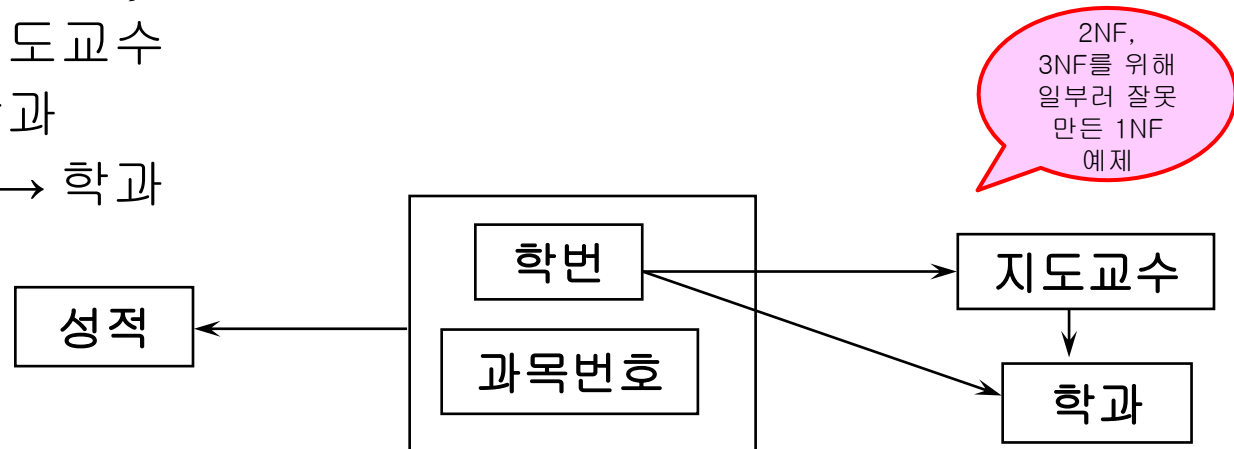 도교수
과
→ 학과
2NF,
3NF를 위해
일부러 잘못
만든 1NF
예제
학번
지도교수
성적
과목번호
학과